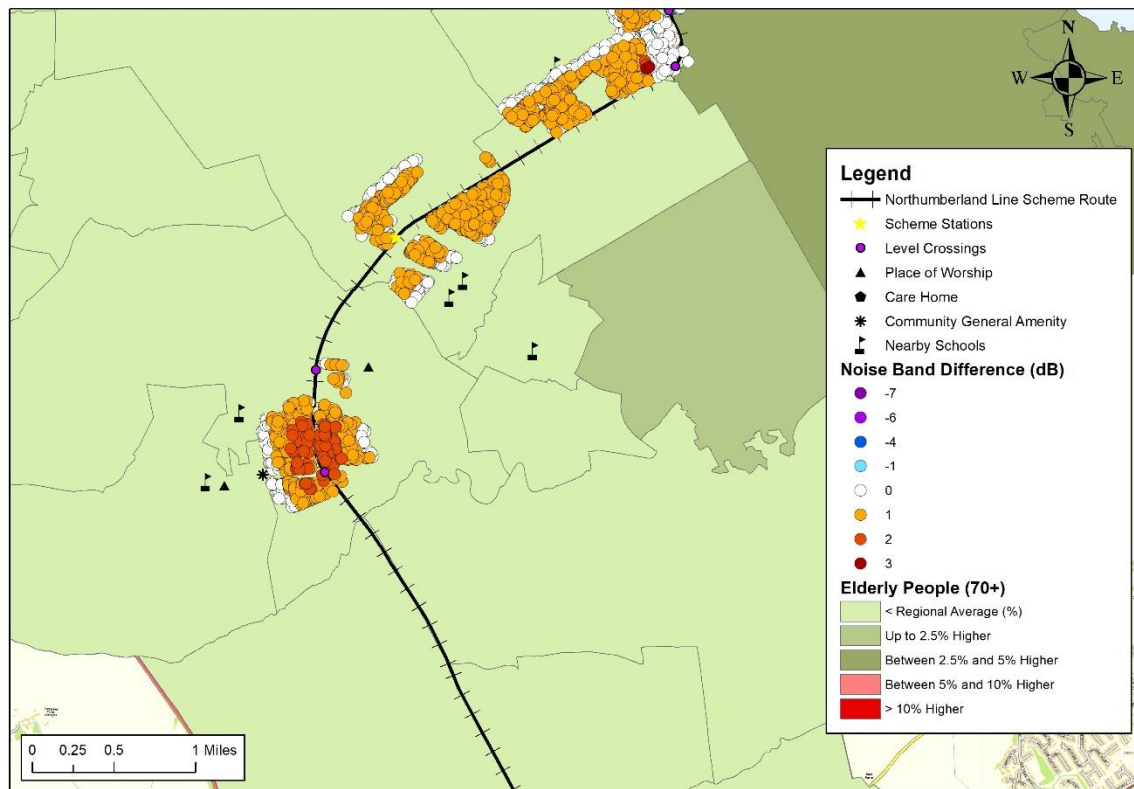 N
W E
S
Legend
Northumberland Line Scheme Route
Scheme Stations
Level Crossings
Place of Worship
Care Home
Community General Amenity
Nearby Schools
Noise Band Difference (dB)
-7
-6
-4
-1
0
1
2
3
Elderly People (70+)
< Regional Average (%)
Up to 2.5% Higher
Between 2.5% and 5% Higher
Between 5% and 10% Higher
> 10% Higher
0 0.25 0.5 1 Miles